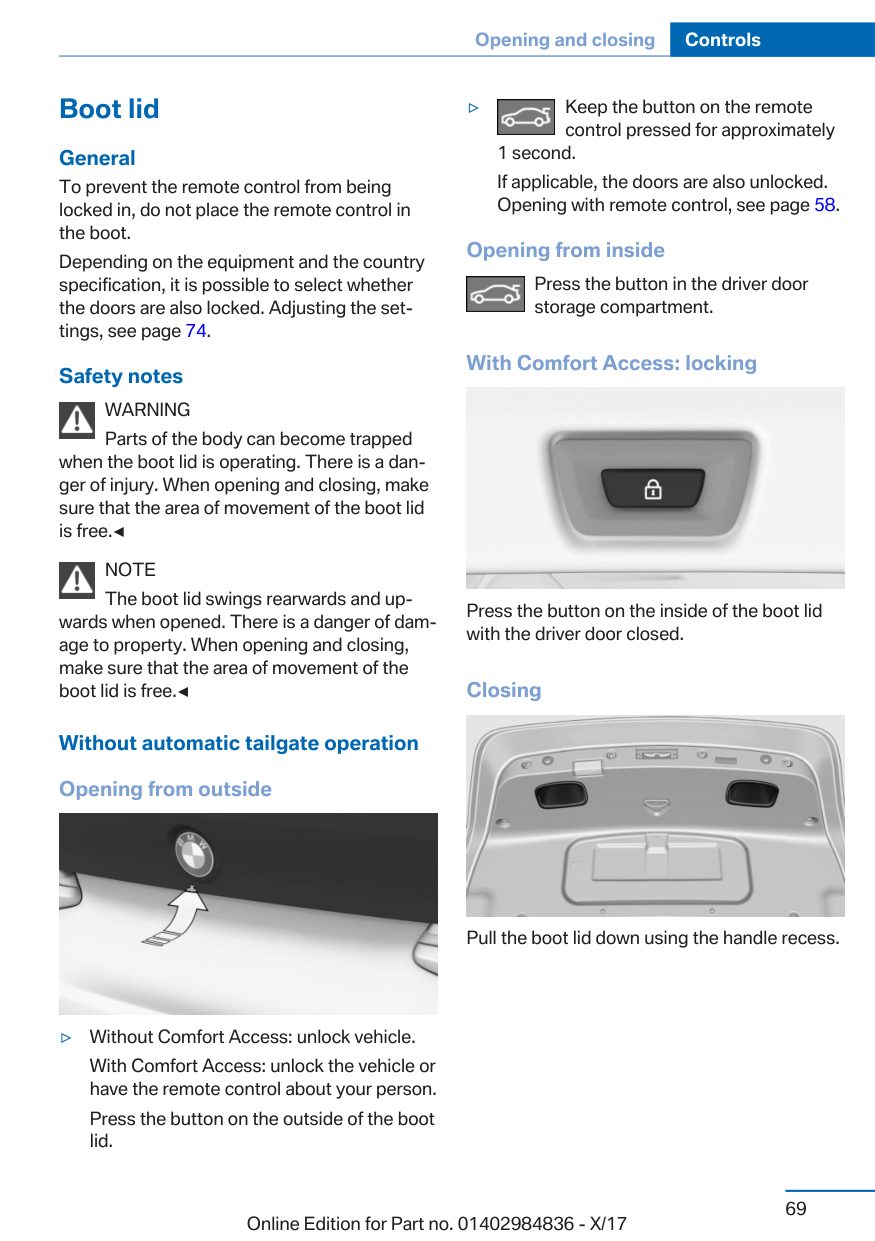 Opening and closing
Controls
Boot lid
General
To prevent the remote control from being
locked in, do not place the remote control in
the boot.
Depending on the equipment and the country
specification, it is possible to select whether
the doors are also locked. Adjusting the set-
tings, see page 74.
Safety notes
WARNING
Parts of the body can become trapped
when the boot lid is operating. There is a dan-
ger of injury. When opening and closing, make
sure that the area of movement of the boot lid
is free.◄
NOTE
The boot lid swings rearwards and up-
wards when opened. There is a danger of dam-
age to property. When opening and closing,
make sure that the area of movement of the
boot lid is free.◄
Without automatic tailgate operation
Opening from outside
BMW
▷ Without Comfort Access: unlock vehicle.
With Comfort Access: unlock the vehicle or
have the remote control about your person.
Press the button on the outside of the boot
lid.
▷ Keep the button on the remote
control pressed for approximately
1 second.
If applicable, the doors are also unlocked.
Opening with remote control, see page 58.
Opening from inside
Press the button in the driver door
storage compartment.
With Comfort Access: locking
Press the button on the inside of the boot lid
with the driver door closed.
Closing
Pull the boot lid down using the handle recess.
69
Online Edition for Part no. 01402984836 - X/17